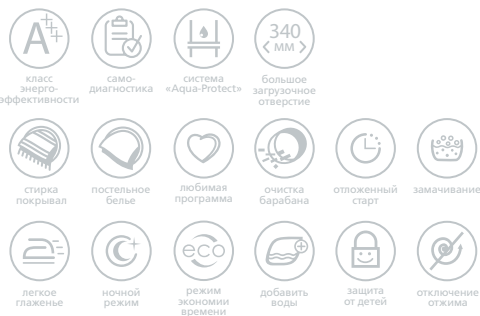 A+++
340
мм
класс
энерго-
эффективности
само-
диагностика
система
«Aqua-Protect»
большое
загрузочное
отверстие
стирка
покрывал
постельное
белье
любимая
программа
очистка
барабана
отложенный
старт
замачивание
eco
легкое
глаженье
ночной
режим
режим
экономии
времени
добавить
воды
защита
от детей
отключение
отжима